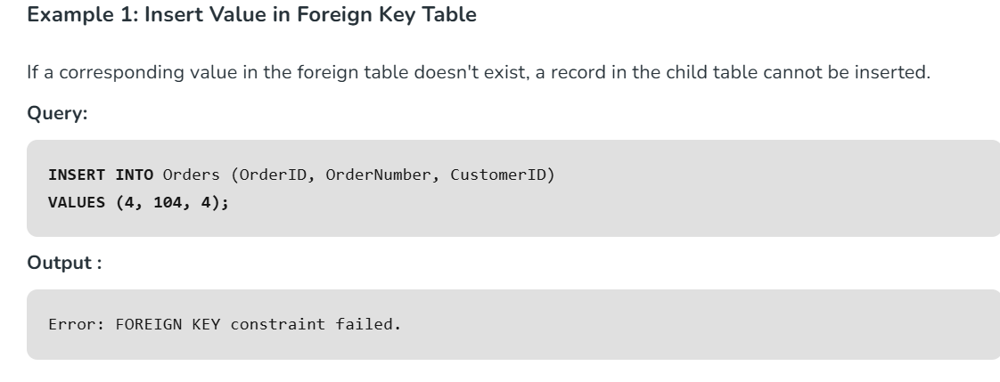 Example 1: Insert Value in Foreign Key Table
If a corresponding value in the foreign table doesn't exist, a record in the child table cannot be inserted.
Query:
INSERT INTO Orders (OrderID, OrderNumber, CustomerID)
VALUES (4, 104, 4);
Output :
Error: FOREIGN KEY constraint failed.